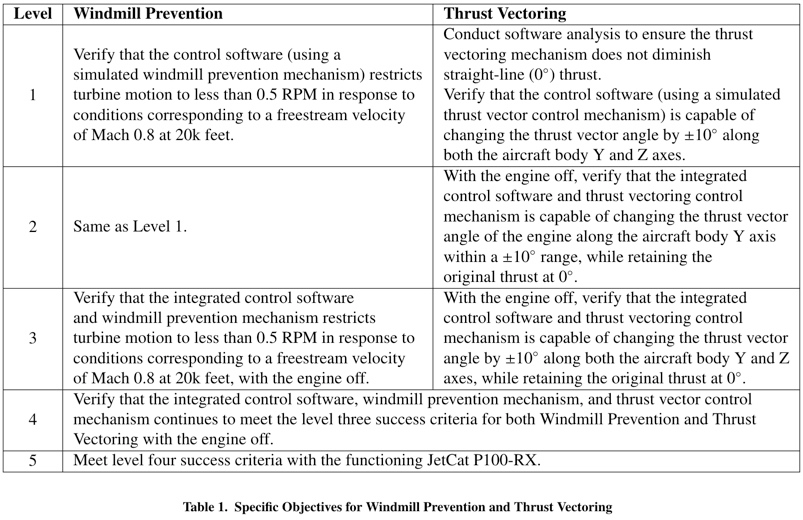 Level Windmill Prevention Thrust Vectoring
1
Verify that the control software (using a
simulated windmill prevention mechanism) restricts
turbine motion to less than 0.5 RPM in response to
conditions corresponding to a freestream velocity
of Mach 0.8 at 20k feet.
Conduct software analysis to ensure the thrust
vectoring mechanism does not diminish
straight-line (0°) thrust.
Verify that the control software (using a simulated
thrust vector control mechanism) is capable of
changing the thrust vector angle by ±10° along
both the aircraft body Y and Z axes.
2
Same as Level 1.
With the engine off, verify that the integrated
control software and thrust vectoring control
mechanism is capable of changing the thrust vector
angle of the engine along the aircraft body Y axis
within a ±10° range, while retaining the
original thrust at 0°.
3
Verify that the integrated control software
and windmill prevention mechanism restricts
turbine motion to less than 0.5 RPM in response to
conditions corresponding to a freestream velocity
of Mach 0.8 at 20k feet, with the engine off.
With the engine off, verify that the integrated
control software and thrust vectoring control
mechanism is capable of changing the thrust vector
angle by ±10° along both the aircraft body Y and Z
axes, while retaining the original thrust at 0°.
4
Verify that the integrated control software, windmill prevention mechanism, and thrust vector control
mechanism continues to meet the level three success criteria for both Windmill Prevention and Thrust
Vectoring with the engine off.
5 Meet level four success criteria with the functioning JetCat P100-RX.
Table 1. Specific Objectives for Windmill Prevention and Thrust Vectoring